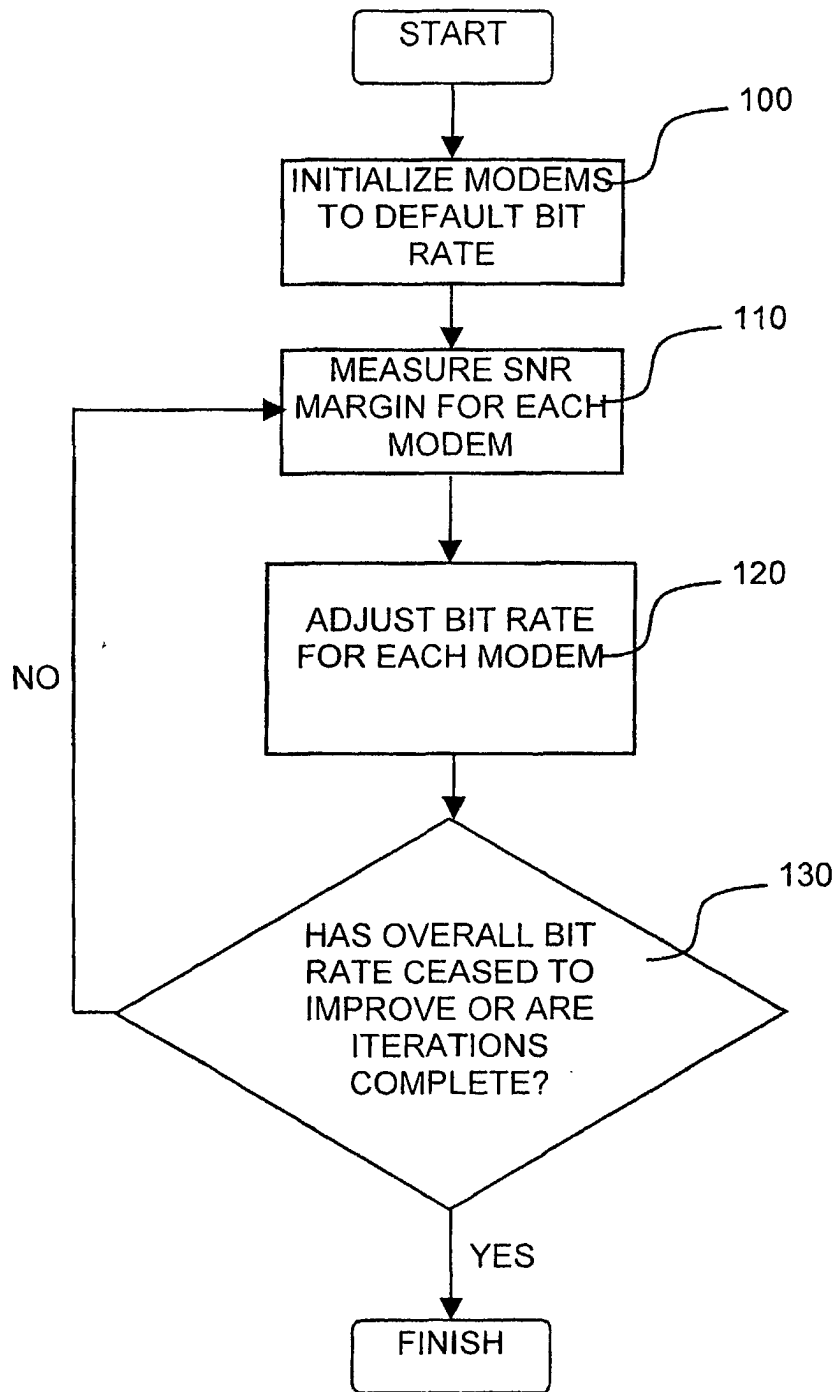 START
100
INITIALIZE MODEMS
TO DEFAULT BIT
RATE
110
MEASURE SNR
MARGIN FOR EACH
MODEM
120
ADJUST BIT RATE
FOR EACH MODEM
NO
130
HAS OVERALL BIT
RATE CEASED TO
IMPROVE OR ARE
ITERATIONS
COMPLETE?
YES
FINISH